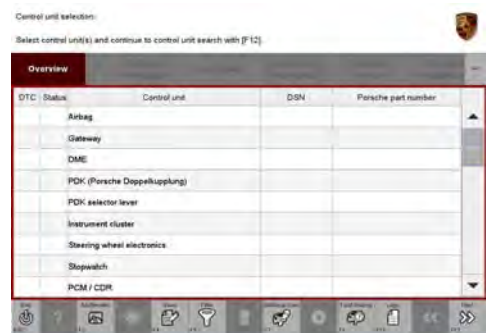 Control unit selection:
Select control unit(s) and continue to control unit search with [F12].
Overview
DTC Status Control unit DSN Porsche part number
Airbag
Gateway
DME
PDK (Porsche Doppelkupplung)
PDK selector lever
Instrument cluster
Steering wheel electronics
Stopwatch
PCM / CDR